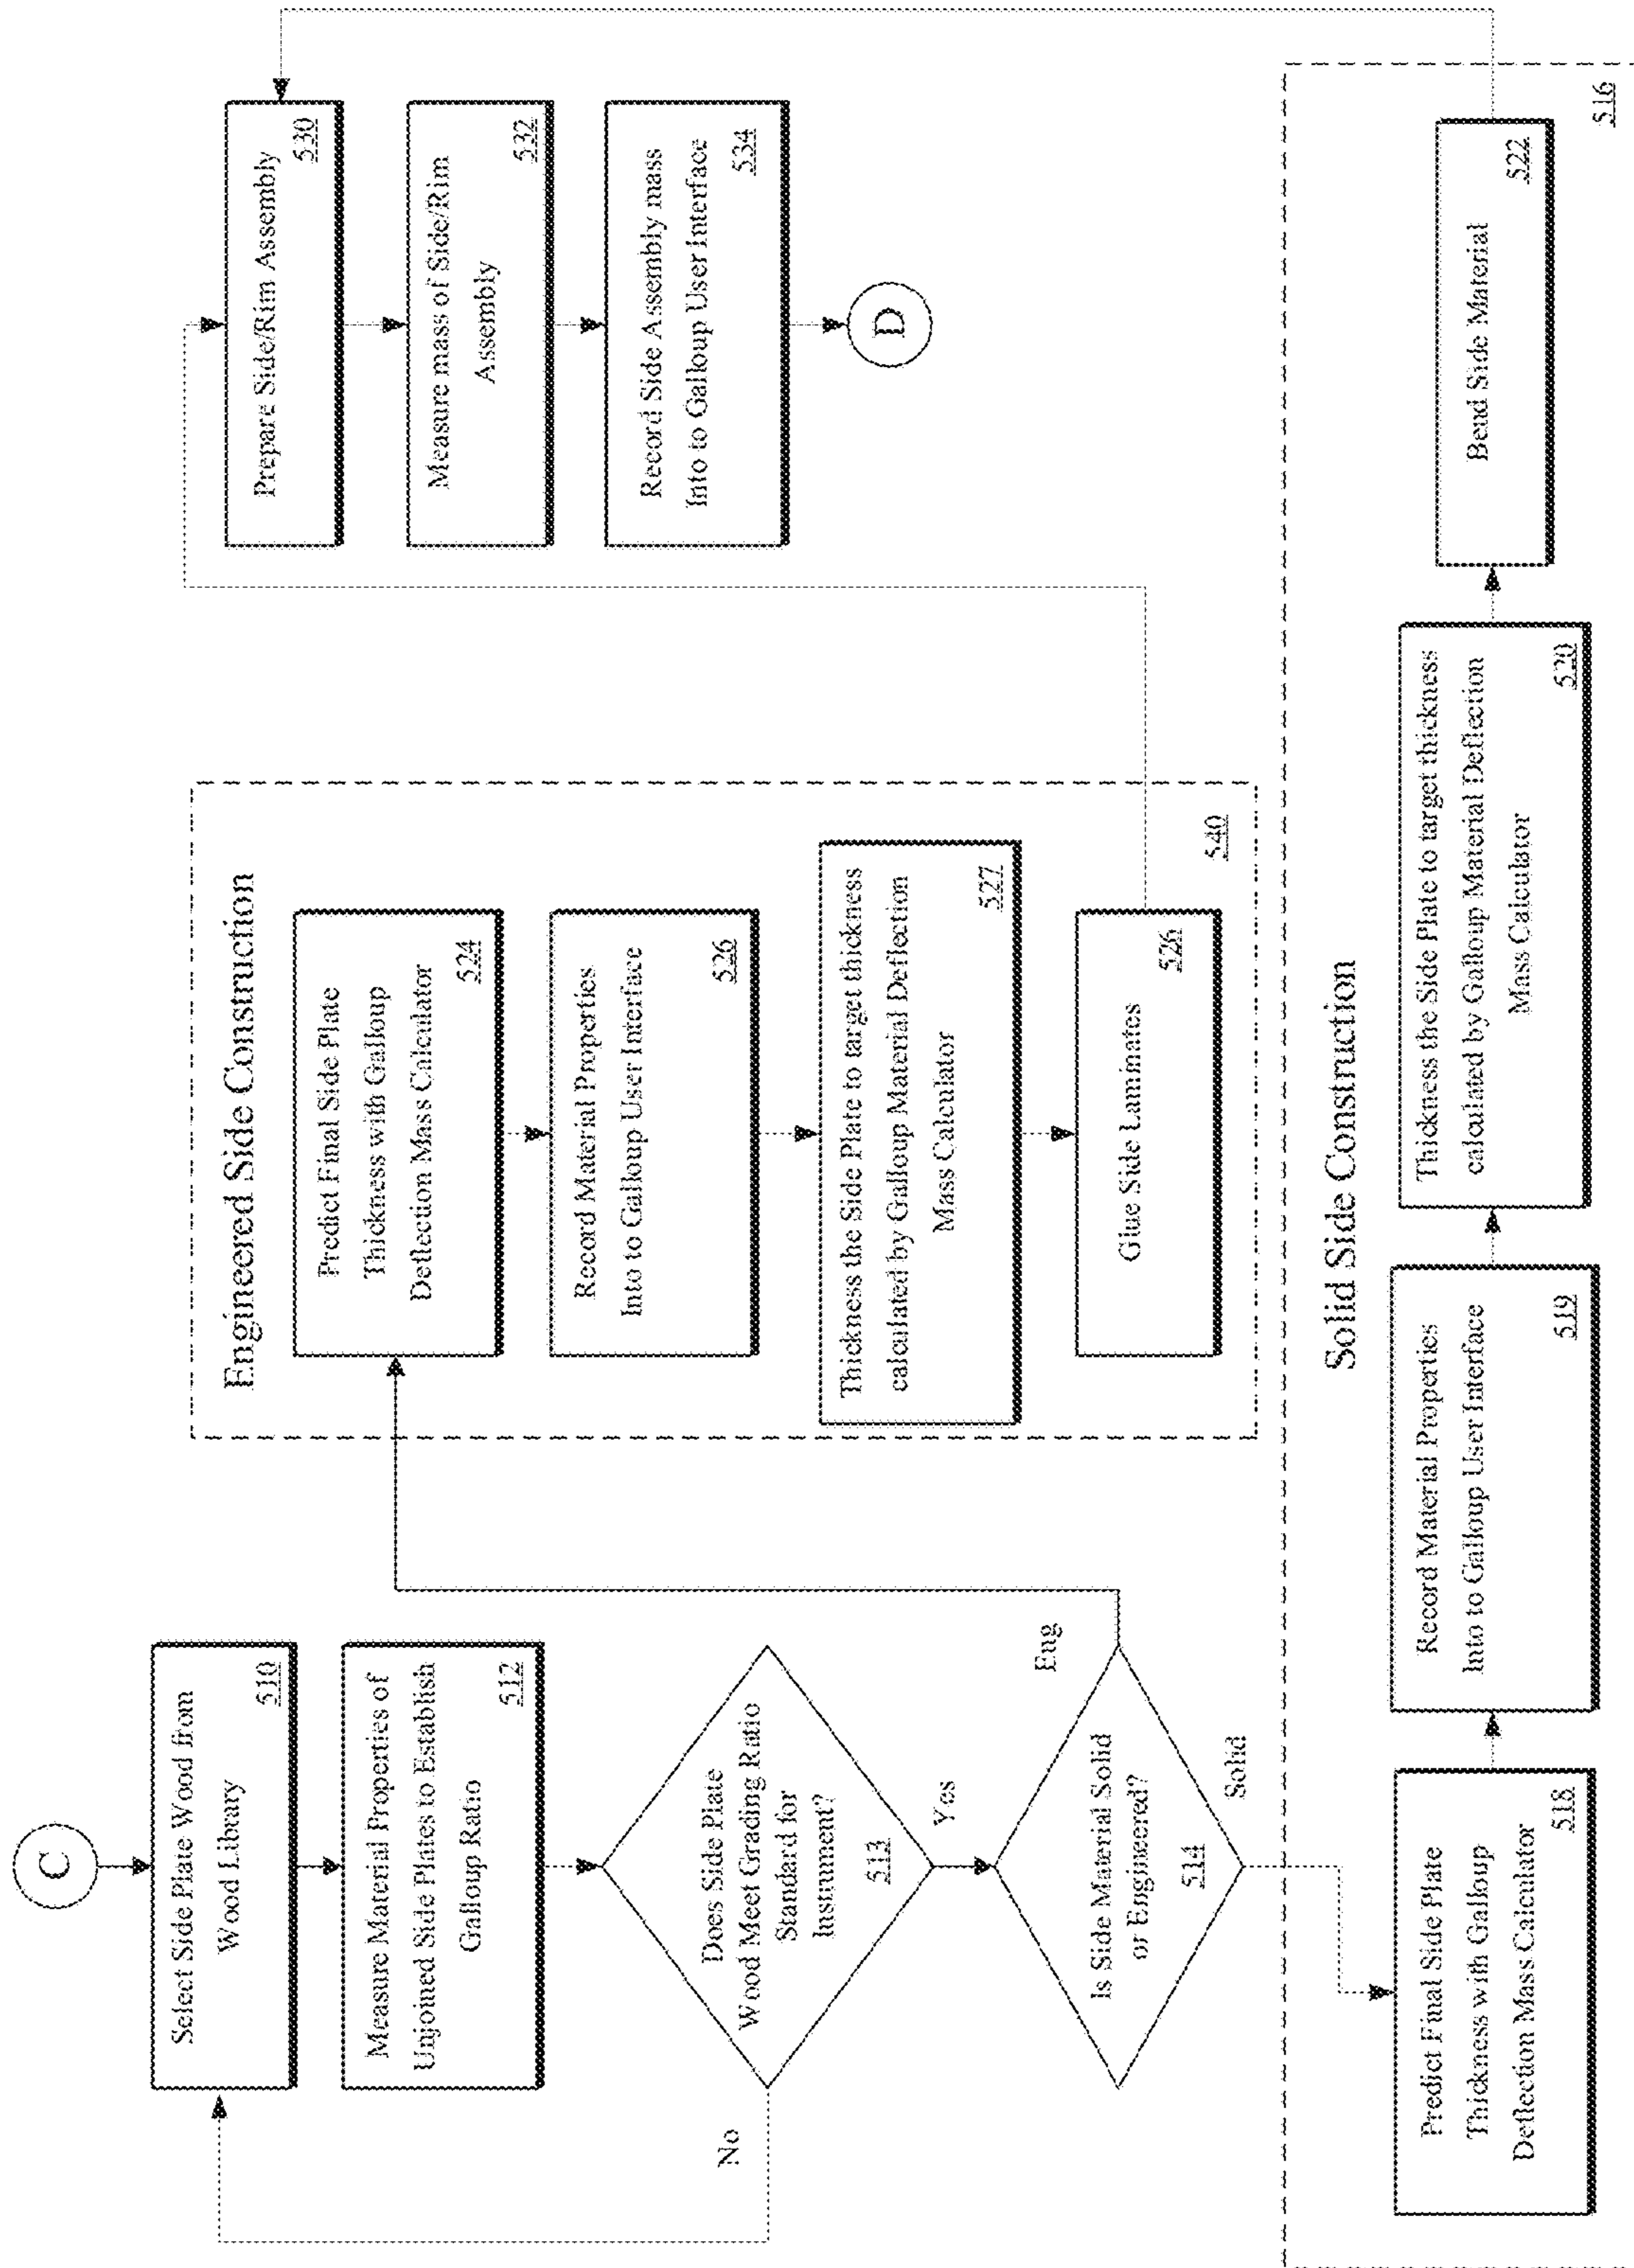 C
Select Side Plate Wood from
Wood Library
510
Measure Material Properties of
Unjoined Side Plates to Establish
Galloup Ratio
512
Does Side Plate
Wood Meet Grading Ratio
Standard for
Instrument?
513
No
Yes
Is Side Material Solid
or Engineered?
514
Eng
Solid
Engineered Side Construction
Predict Final Side Plate
Thickness with Galloup
Deflection Mass Calculator
524
Record Material Properties
Into to Galloup User Interface
526
Thickness the Side Plate to target thickness
calculated by Galloup Material Deflection
Mass Calculator
527
Glue Side Laminates
526
540
Prepare Side/Rim Assembly
530
Measure mass of Side/Rim
Assembly
532
Record Side Assembly mass
Into to Galloup User Interface
534
D
Solid Side Construction
Predict Final Side Plate
Thickness with Galloup
Deflection Mass Calculator
518
Record Material Properties
Into to Galloup User Interface
519
Thickness the Side Plate to target thickness
calculated by Galloup Material Deflection
Mass Calculator
520
Bend Side Material
522
516